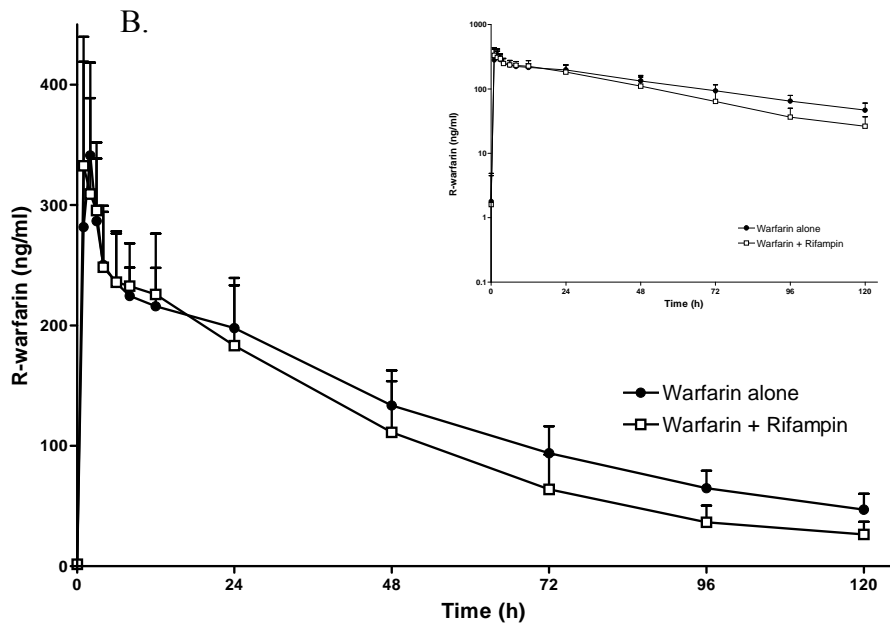 B.
R-warfarin (ng/ml)
400
300
200
100
0
0 24 48 72 96 120
Time (h)
Warfarin alone
Warfarin + Rifampin
R-warfarin (ng/ml)
1000
100
10
1
0.1
0 24 48 72 96 120
Time (h)
Warfarin alone
Warfarin + Rifampin